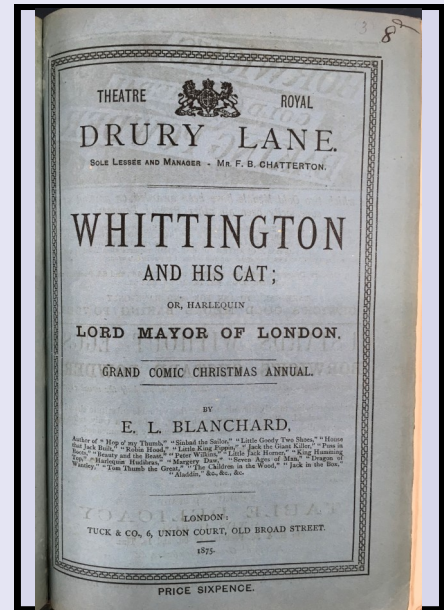 3 8d
THEATRE ROYAL
DRURY LANE.
SOLE LESSEE AND MANAGER - MR. F. B. CHATTERTON.
WHITTINGTON
AND HIS CAT;
OR, HARLEQUIN
LORD MAYOR OF LONDON.
GRAND COMIC CHRISTMAS ANNUAL.
BY
E. L. BLANCHARD,
Author of "Hop o' my Thumb," "Sinbad the Sailor," "Little Goody Two Shoes," "House
that Jack Built," "Robin Hood," "Little King Pippin," "Jack the Giant Killer," "Puss in
Boots," "Beauty and the Beast," "Peter Wilkins," "Little Jack Horner," "King Humming
Top," "Harlequin Hudibras," "Margery Daw," "Seven Ages of Man," "Dragon of
Wantley," "Tom Thumb the Great," "The Children in the Wood," "Jack in the Box,"
"Aladdin," &c., &c., &c.
LONDON:
TUCK & CO., 6, UNION COURT, OLD BROAD STREET.
1875.
PRICE SIXPENCE.